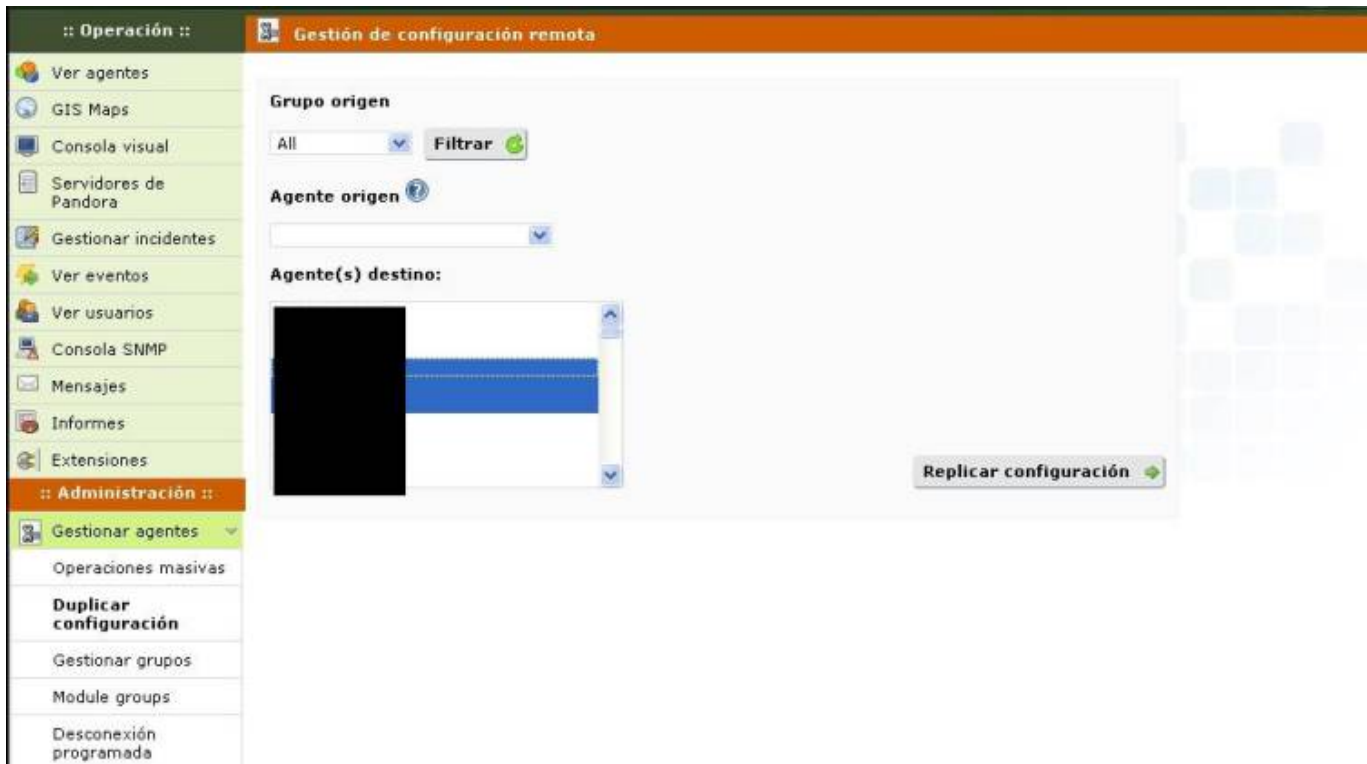 :: Operación ::
Ver agentes
GIS Maps
Consola visual
Servidores de
Pandora
Gestionar incidentes
Ver eventos
Ver usuarios
Consola SNMP
Mensajes
Informes
Extensiones
:: Administración ::
Gestionar agentes
Operaciones masivas
Duplicar
configuración
Gestionar grupos
Module groups
Desconexión
programada
Gestión de configuración remota
Grupo origen
All
Filtrar
Agente origen
Agente(s) destino:
Replicar configuración